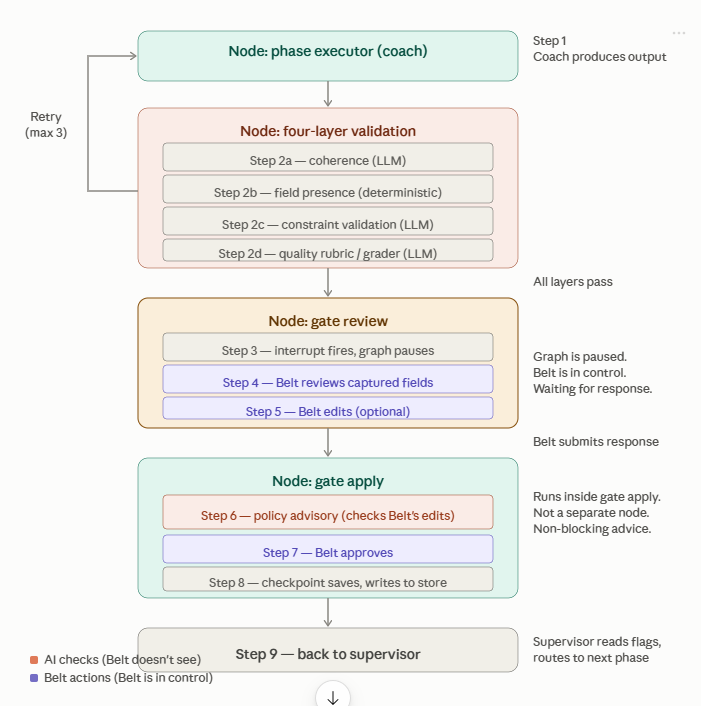 Node: phase executor (coach)
Step 1
Coach produces output
Retry
(max 3)
Node: four-layer validation
Step 2a — coherence (LLM)
Step 2b — field presence (deterministic)
Step 2c — constraint validation (LLM)
Step 2d — quality rubric / grader (LLM)
All layers pass
Node: gate review
Step 3 — interrupt fires, graph pauses
Step 4 — Belt reviews captured fields
Step 5 — Belt edits (optional)
Graph is paused.
Belt is in control.
Waiting for response.
Belt submits response
Node: gate apply
Step 6 — policy advisory (checks Belt's edits)
Step 7 — Belt approves
Step 8 — checkpoint saves, writes to store
Runs inside gate apply.
Not a separate node.
Non-blocking advice.
Step 9 — back to supervisor
Supervisor reads flags,
routes to next phase
AI checks (Belt doesn't see)
Belt actions (Belt is in control)